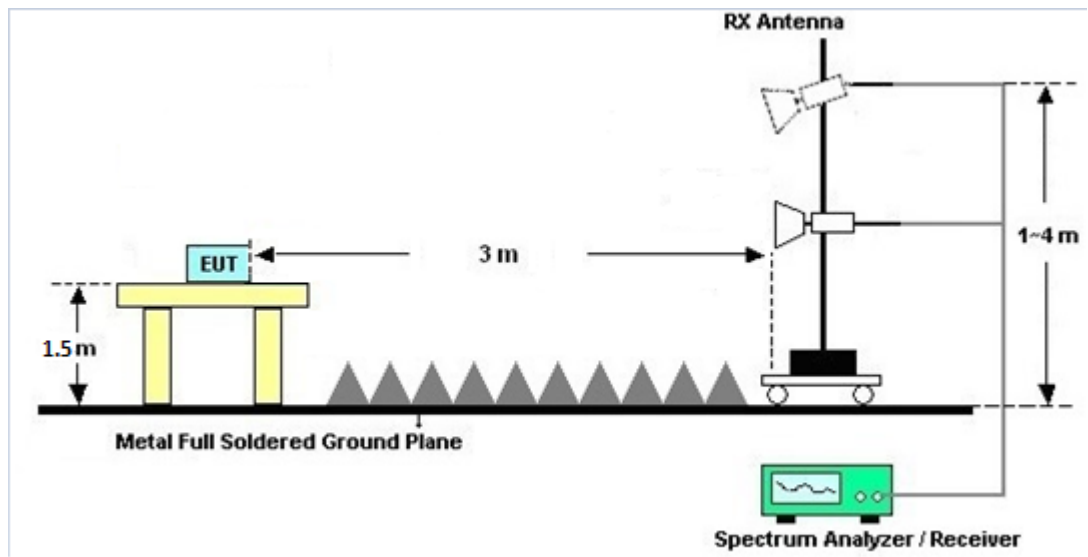 RX Antenna
EUT
3 m
1~4 m
1.5 m
Metal Full Soldered Ground Plane
Spectrum Analyzer / Receiver